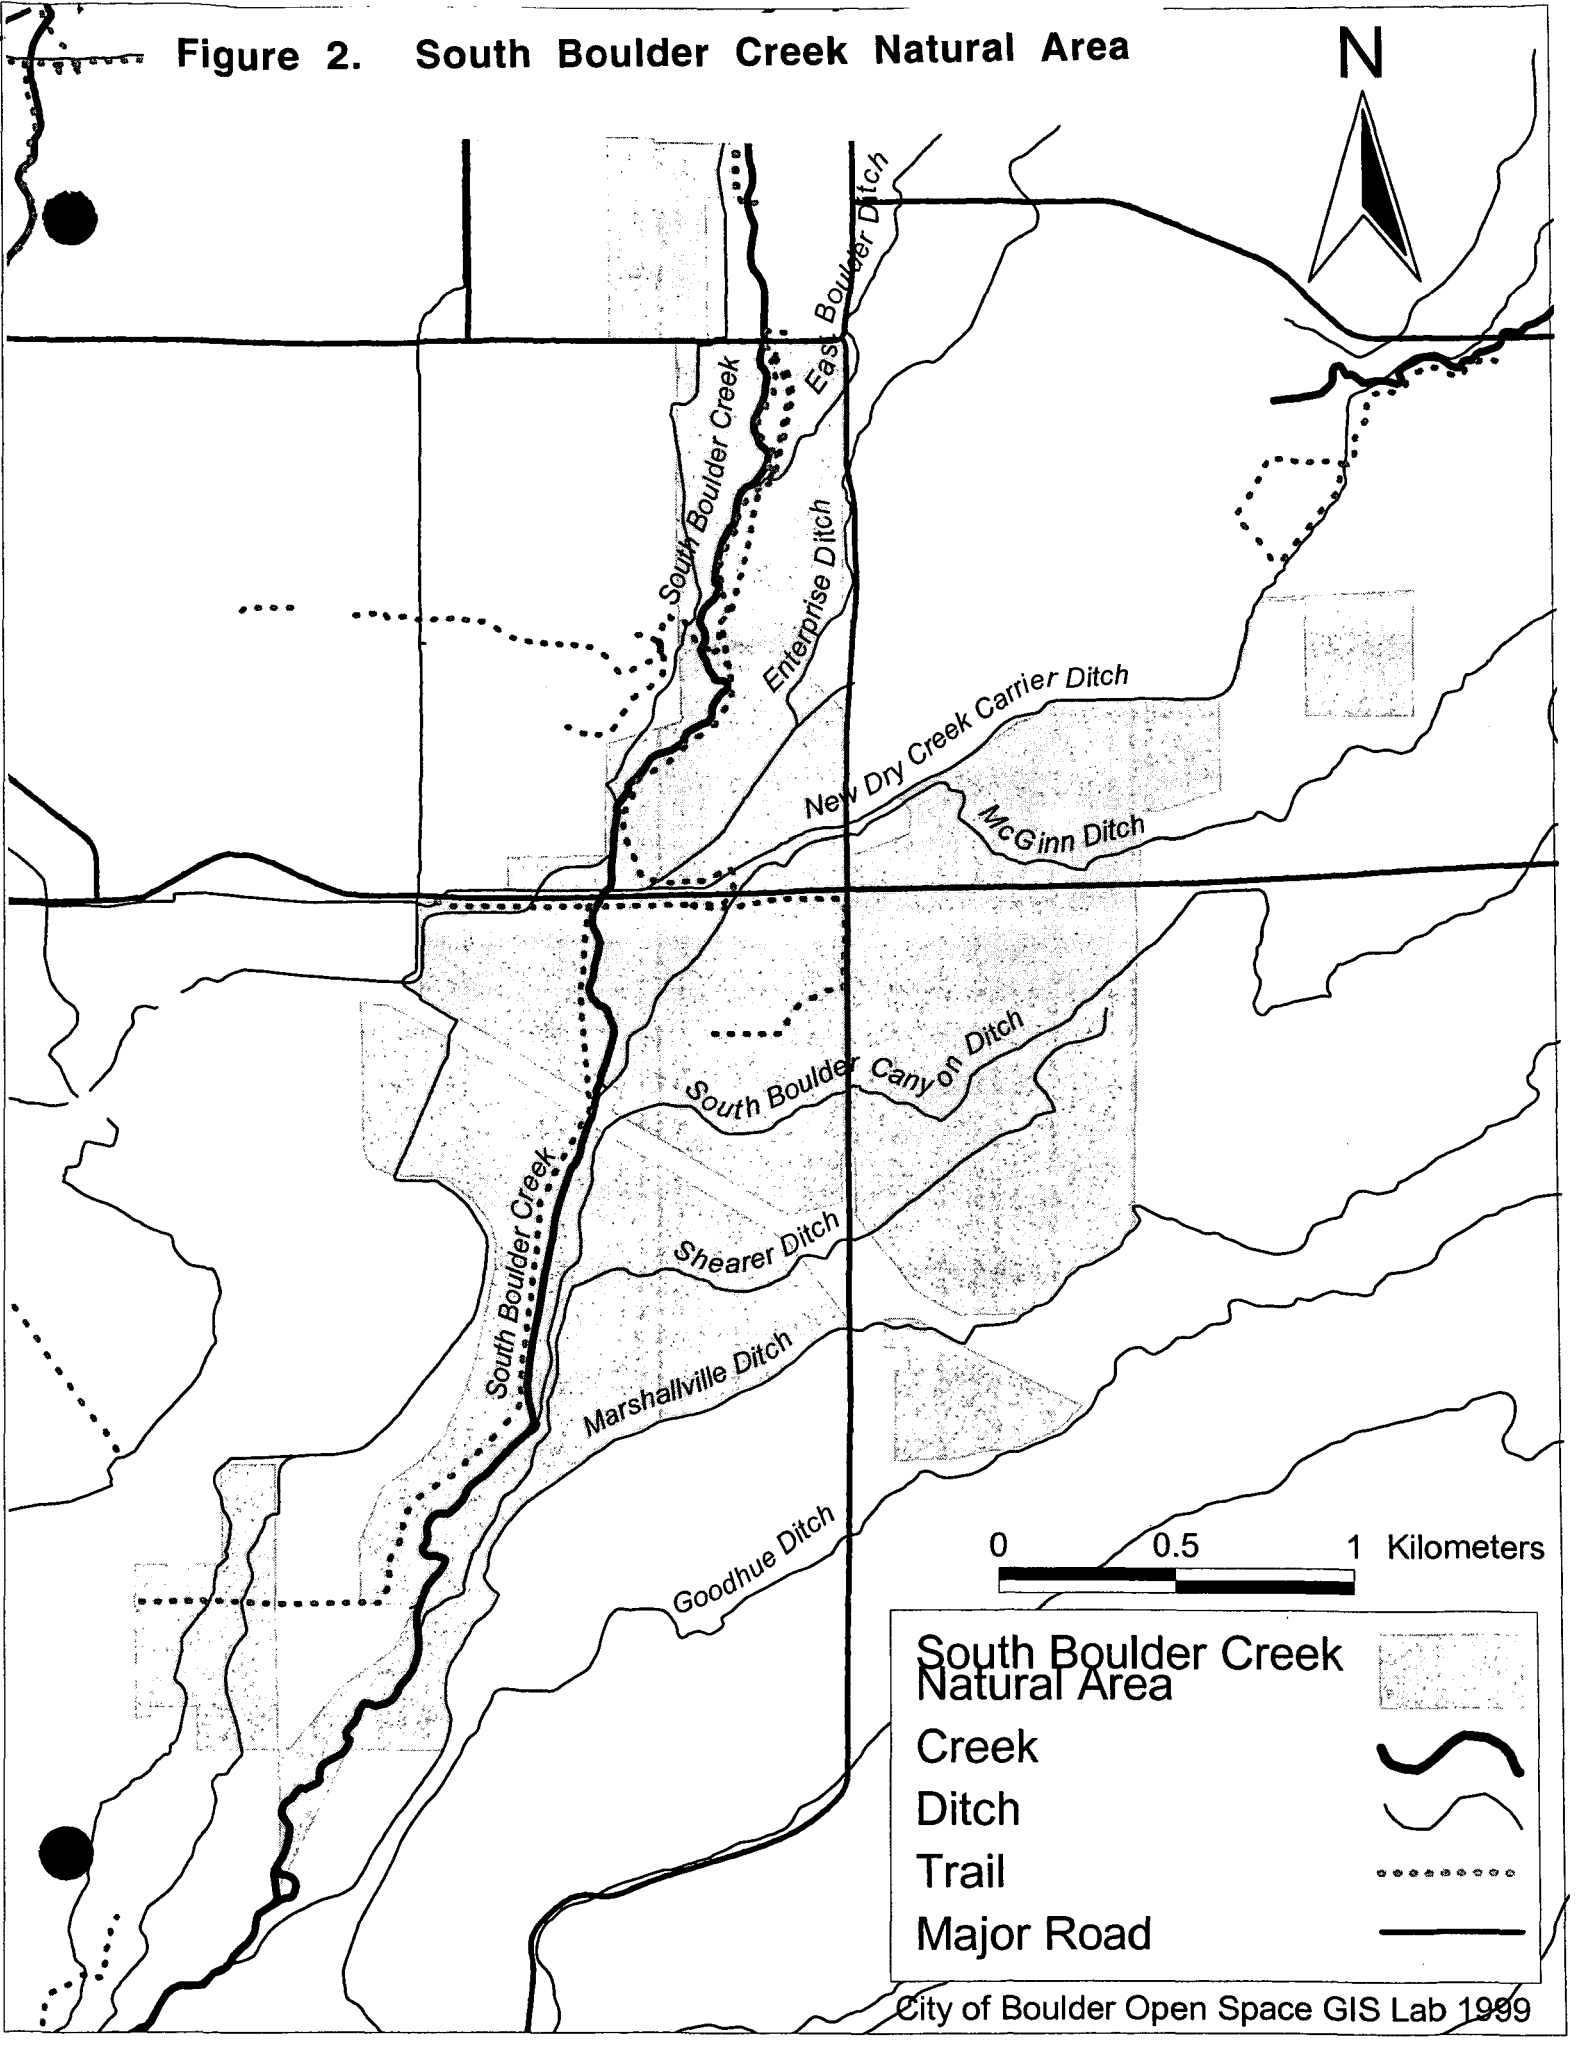 Figure 2. South Boulder Creek Natural Area
N
East Boulder Ditch
South Boulder Creek
Enterprise Ditch
New Dry Creek Carrier Ditch
McGinn Ditch
South Boulder Canyon Ditch
South Boulder Creek
Shearer Ditch
Marshallville Ditch
Goodhue Ditch
0 0.5 1 Kilometers
South Boulder Creek
Natural Area
Creek
Ditch
Trail
Major Road
City of Boulder Open Space GIS Lab 1999